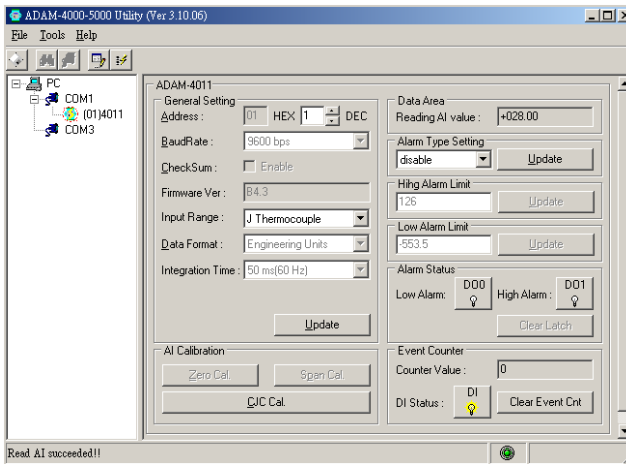 ADAM-4000-5000 Utility (Ver 3.10.06)
File Tools Help
PC
COM1
(01)4011
COM3
ADAM-4011
General Setting
Address : 01 HEX 1 DEC
BaudRate : 9600 bps
CheckSum : Enable
Firmware Ver : B4.3
Input Range : J Thermocouple
Data Format : Engineering Units
Integration Time : 50 ms(60 Hz)
Update
AI Calibration
Zero Cal. Span Cal.
CJC Cal.
Data Area
Reading AI value : +028.00
Alarm Type Setting
disable Update
Hihg Alarm Limit
126 Update
Low Alarm Limit
-553.5 Update
Alarm Status
Low Alarm: DO0 High Alarm : DO1
Clear Latch
Event Counter
Counter Value : 0
DI Status : DI Clear Event Cnt
Read AI succeeded!!